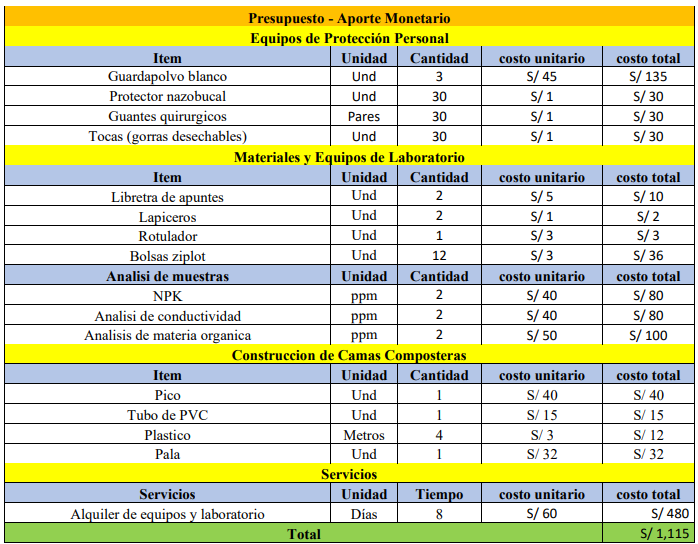 Presupuesto - Aporte Monetario
Equipos de Protección Personal
Item Unidad Cantidad costo unitario costo total
Guardapolvo blanco Und 3 S/ 45 S/ 135
Protector nazobucal Und 30 S/ 1 S/ 30
Guantes quirurgicos Pares 30 S/ 1 S/ 30
Tocas (gorras desechables) Und 30 S/ 1 S/ 30
Materiales y Equipos de Laboratorio
Item Unidad Cantidad costo unitario costo total
Libretra de apuntes Und 2 S/ 5 S/ 10
Lapiceros Und 2 S/ 1 S/ 2
Rotulador Und 1 S/ 3 S/ 3
Bolsas ziplot Und 12 S/ 3 S/ 36
Analisi de muestras Unidad Cantidad costo unitario costo total
NPK ppm 2 S/ 40 S/ 80
Analisi de conductividad ppm 2 S/ 40 S/ 80
Analisis de materia organica ppm 2 S/ 50 S/ 100
Construccion de Camas Composteras
Item Unidad Cantidad costo unitario costo total
Pico Und 1 S/ 40 S/ 40
Tubo de PVC Und 1 S/ 15 S/ 15
Plastico Metros 4 S/ 3 S/ 12
Pala Und 1 S/ 32 S/ 32
Servicios
Servicios Unidad Tiempo costo unitario costo total
Alquiler de equipos y laboratorio Días 8 S/ 60 S/ 480
Total S/ 1,115